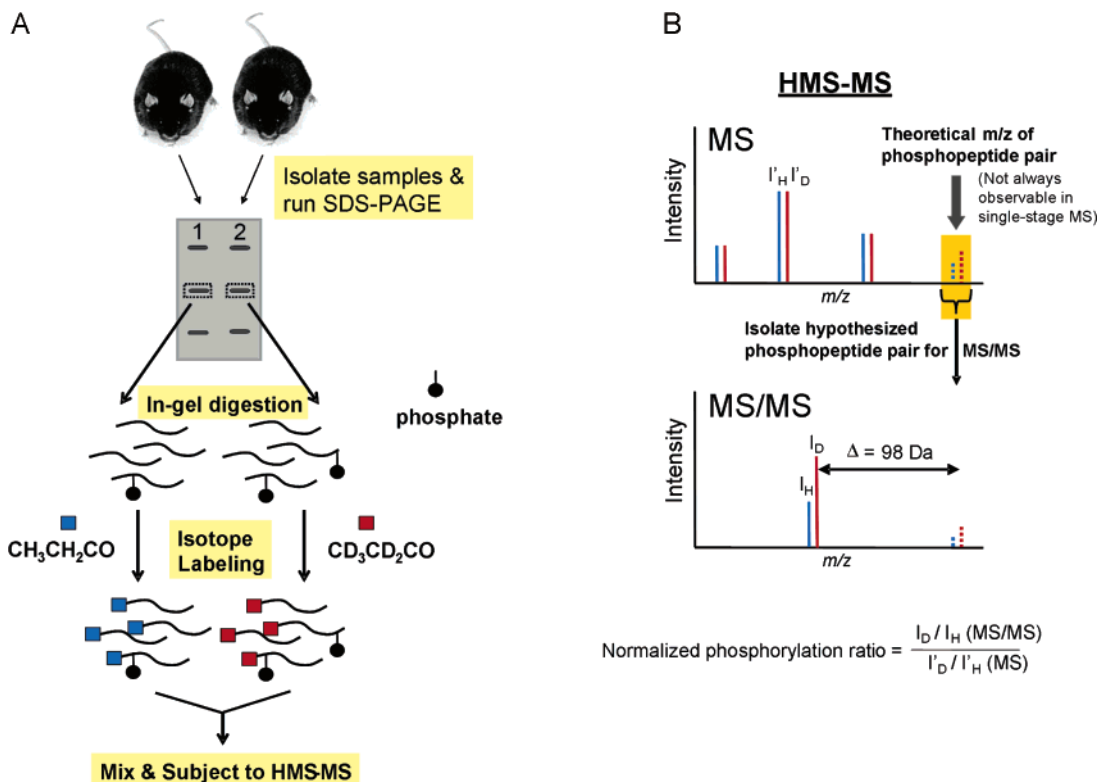 A
Isolate samples &
run SDS-PAGE
1 2
In-gel digestion
phosphate
CH₃CH₂CO
Isotope
Labeling
CD₃CD₂CO
Mix & Subject to HMS-MS
B
HMS-MS
MS
Theoretical m/z of
phosphopeptide pair
(Not always
observable in
single-stage MS)
I'H I'D
Intensity
m/z
Isolate hypothesized
phosphopeptide pair for MS/MS
MS/MS
ID
Δ = 98 Da
IH
Intensity
m/z
Normalized phosphorylation ratio = ID / IH (MS/MS)
I'D / I'H (MS)